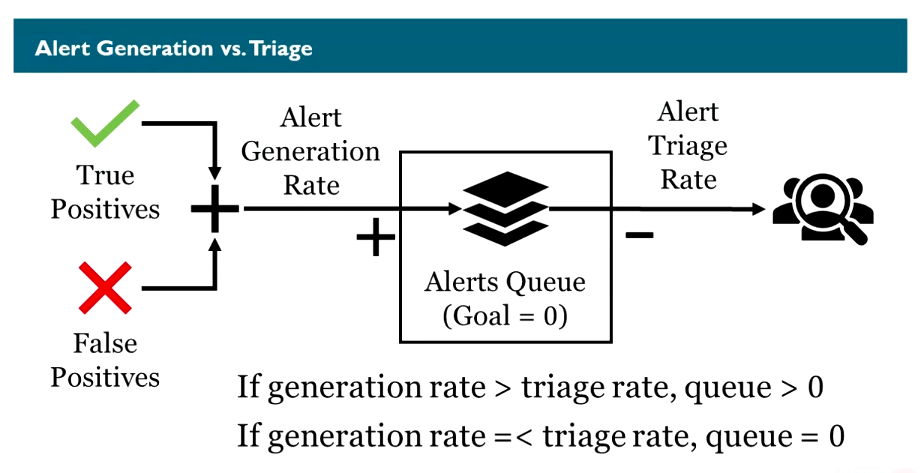 Alert Generation vs. Triage
True
Positives
False
Positives
Alert
Generation
Rate
+
+
Alerts Queue
(Goal = 0)
−
Alert
Triage
Rate
If generation rate > triage rate, queue > 0
If generation rate =< triage rate, queue = 0